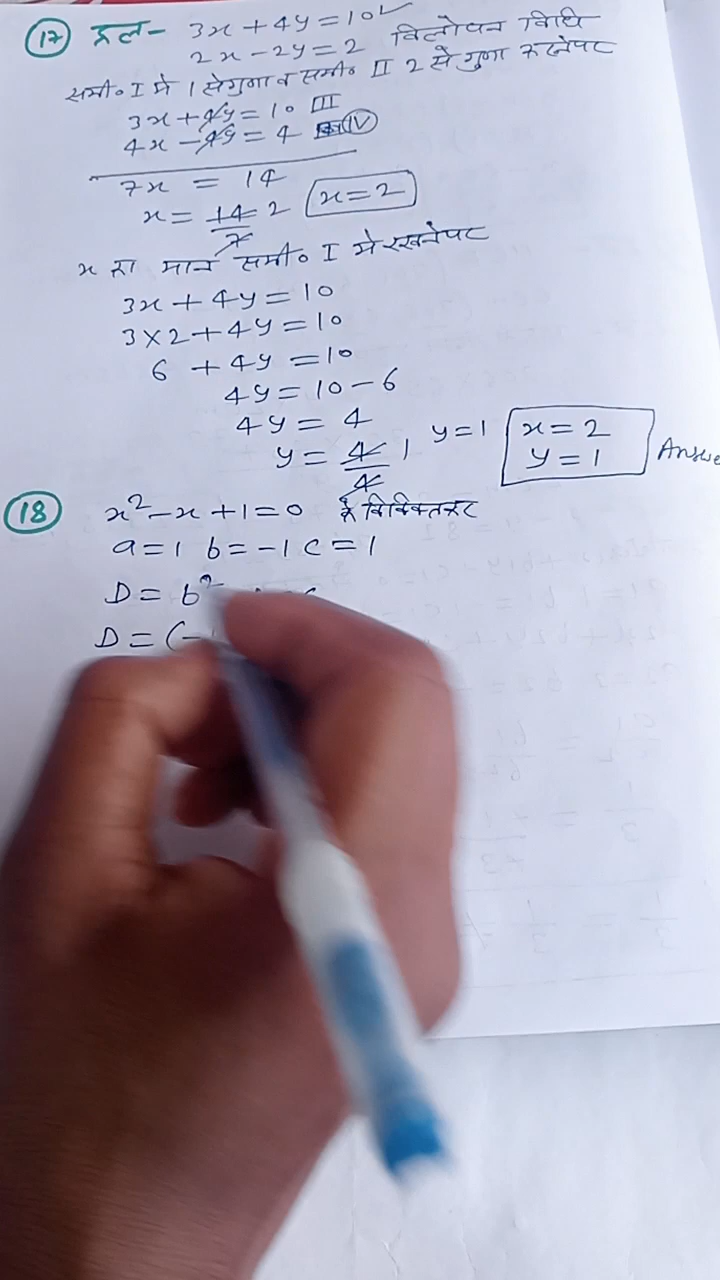 (17) हल- 3x + 4y = 10
2x - 2y = 2 विलोपन विधि
समी० I मे 1 से गुणा व समी० II 2 से गुणा करनेपर
3x + 4y = 10 III
4x - 4y = 4 IV
7x = 14
x = 14/7 2 x = 2
x का मान समी० I मे रखनेपर
3x + 4y = 10
3 × 2 + 4y = 10
6 + 4y = 10
4y = 10 - 6
4y = 4
y = 4/4 1 y = 1 x = 2
y = 1
(18) x² - x + 1 = 0
a = 1 b = -1 c = 1
D = b²
D = (-